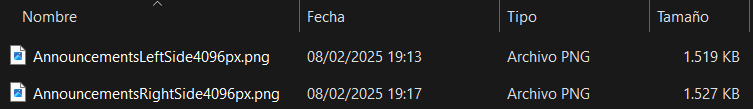 Nombre Fecha Tipo Tamaño
AnnouncementsLeftSide4096px.png 08/02/2025 19:13 Archivo PNG 1.519 KB
AnnouncementsRightSide4096px.png 08/02/2025 19:17 Archivo PNG 1.527 KB